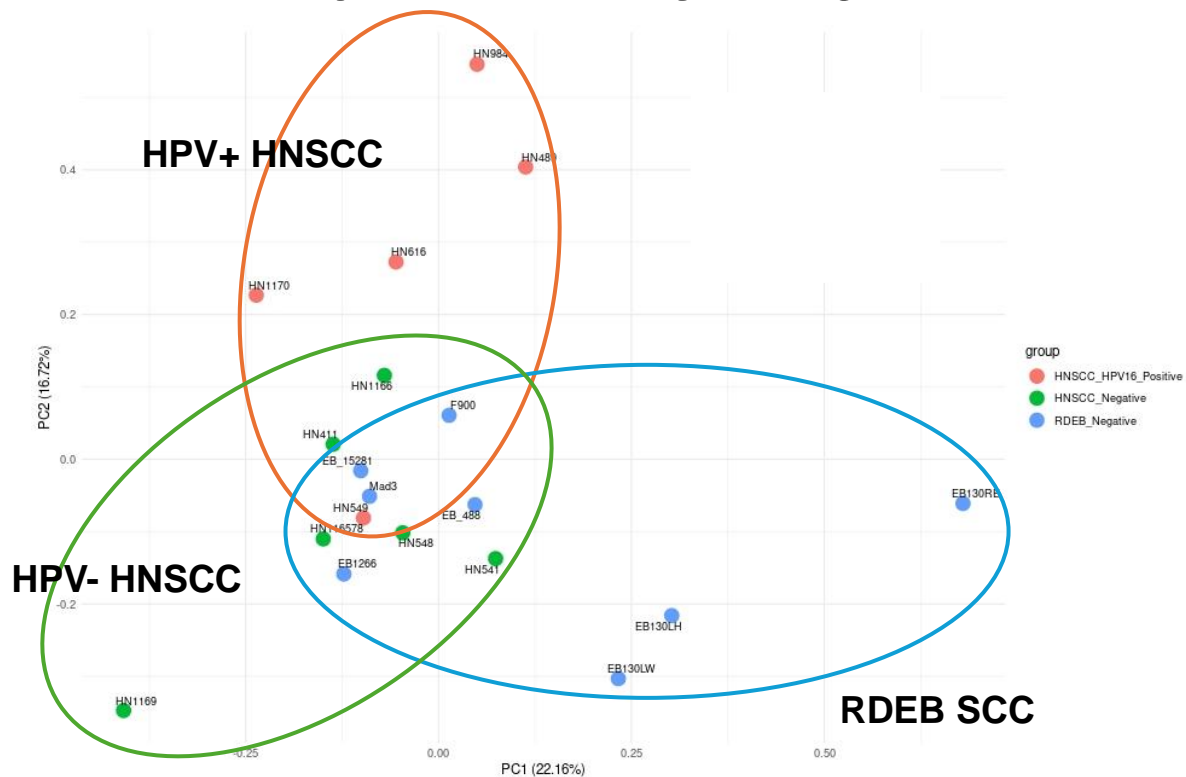 HN984
HPV+ HNSCC
HN489
0.4
HN616
HN1170
0.2
group
HNSCC_HPV16_Positive
HNSCC_Negative
RDEB_Negative
PC2 (16.72%)
HN1166
F900
HN411
0.0
EB_15281
Mad3
EB130RE
HN549
EB_488
HN116578
HN548
EB1266
HN541
HPV- HNSCC
-0.2
EB130LH
EB130LW
HN1169
RDEB SCC
-0.25
0.00
0.25
0.50
PC1 (22.16%)